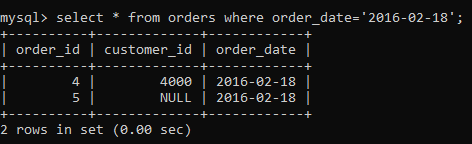 mysql> select * from orders where order_date='2016-02-18';
+----------+-------------+------------+
| order_id | customer_id | order_date |
+----------+-------------+------------+
|        4 |        4000 | 2016-02-18 |
|        5 |        NULL | 2016-02-18 |
+----------+-------------+------------+
2 rows in set (0.00 sec)